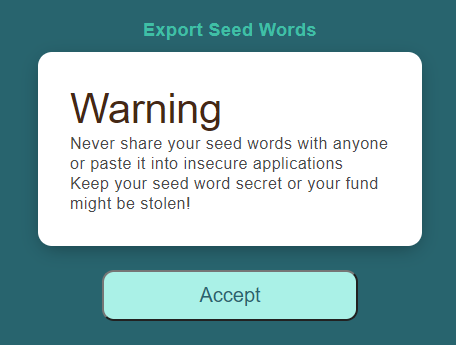 Export Seed Words
Warning
Never share your seed words with anyone
or paste it into insecure applications
Keep your seed word secret or your fund
might be stolen!
Accept